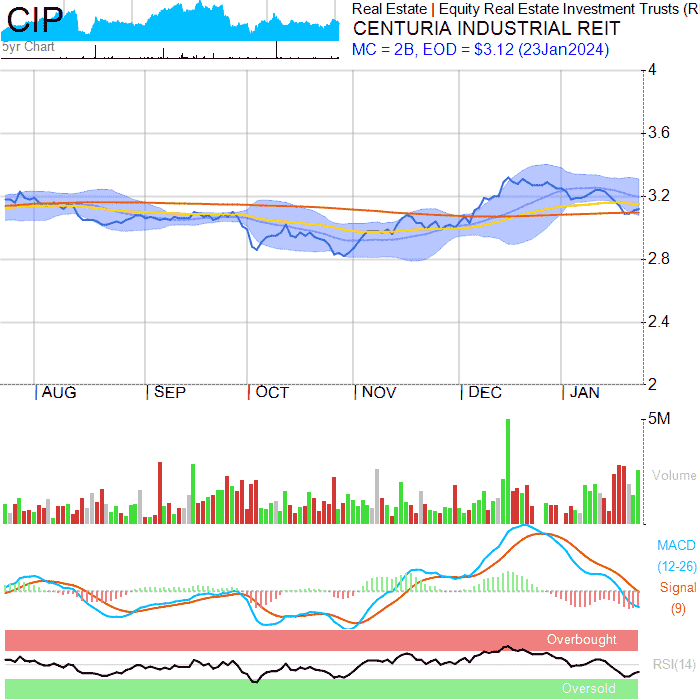 CIP
5yr Chart
Real Estate | Equity Real Estate Investment Trusts (R
CENTURIA INDUSTRIAL REIT
MC = 2B, EOD = $3.12 (23Jan2024)
4
3.6
3.2
2.8
2.4
2
AUG SEP OCT NOV DEC JAN
5M
Volume
MACD
(12-26)
Signal
(9)
Overbought
RSI(14)
Oversold